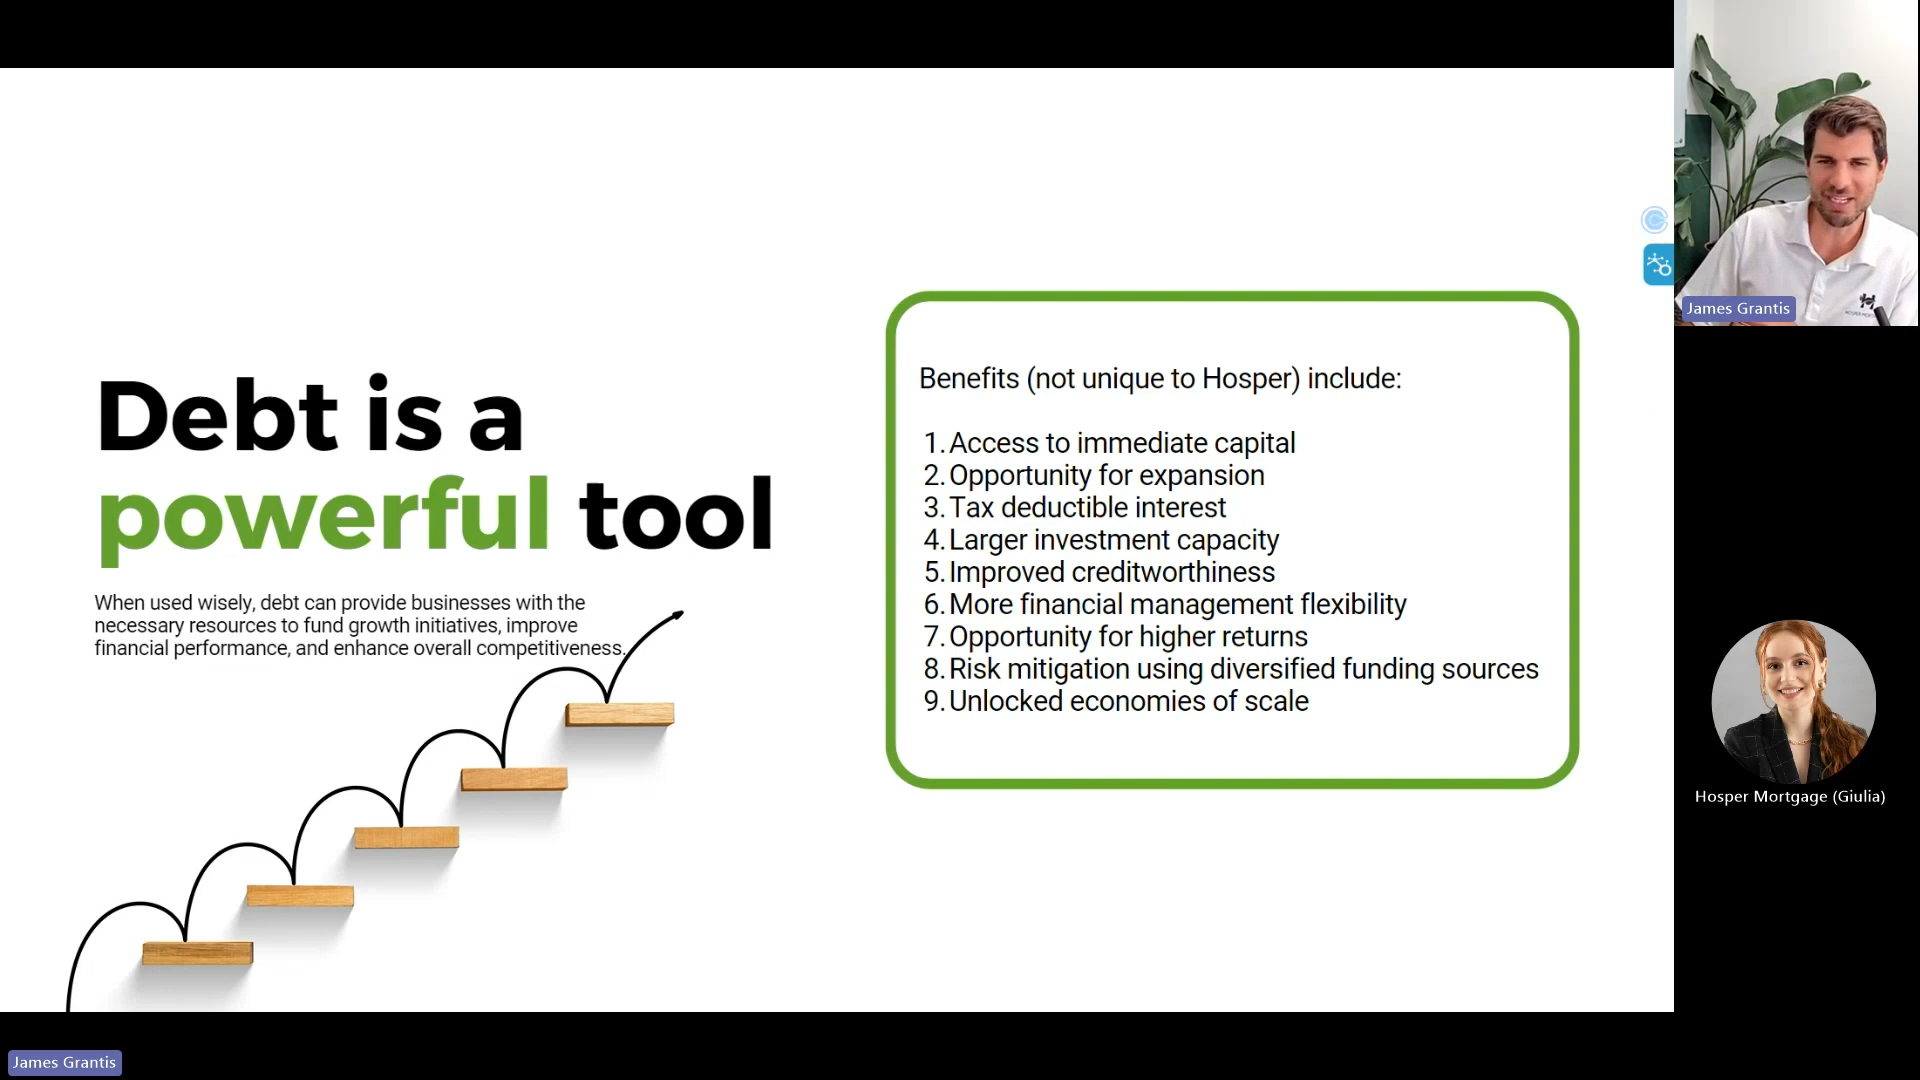 Debt is a
powerful tool
When used wisely, debt can provide businesses with the
necessary resources to fund growth initiatives, improve
financial performance, and enhance overall competitiveness.
Benefits (not unique to Hosper) include:
1. Access to immediate capital
2. Opportunity for expansion
3. Tax deductible interest
4. Larger investment capacity
5. Improved creditworthiness
6. More financial management flexibility
7. Opportunity for higher returns
8. Risk mitigation using diversified funding sources
9. Unlocked economies of scale
James Grantis
Hosper Mortgage (Giulia)
James Grantis